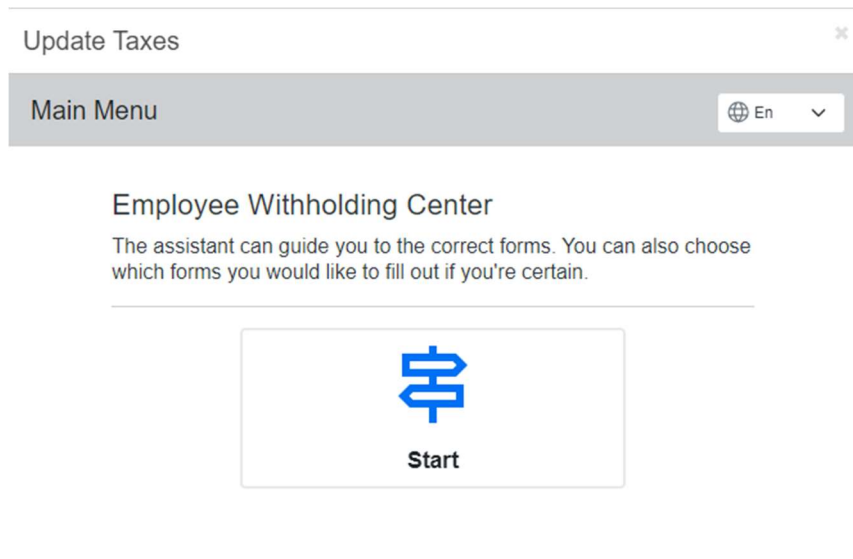 Update Taxes
Main Menu
En
Employee Withholding Center
The assistant can guide you to the correct forms. You can also choose
which forms you would like to fill out if you're certain.
Start